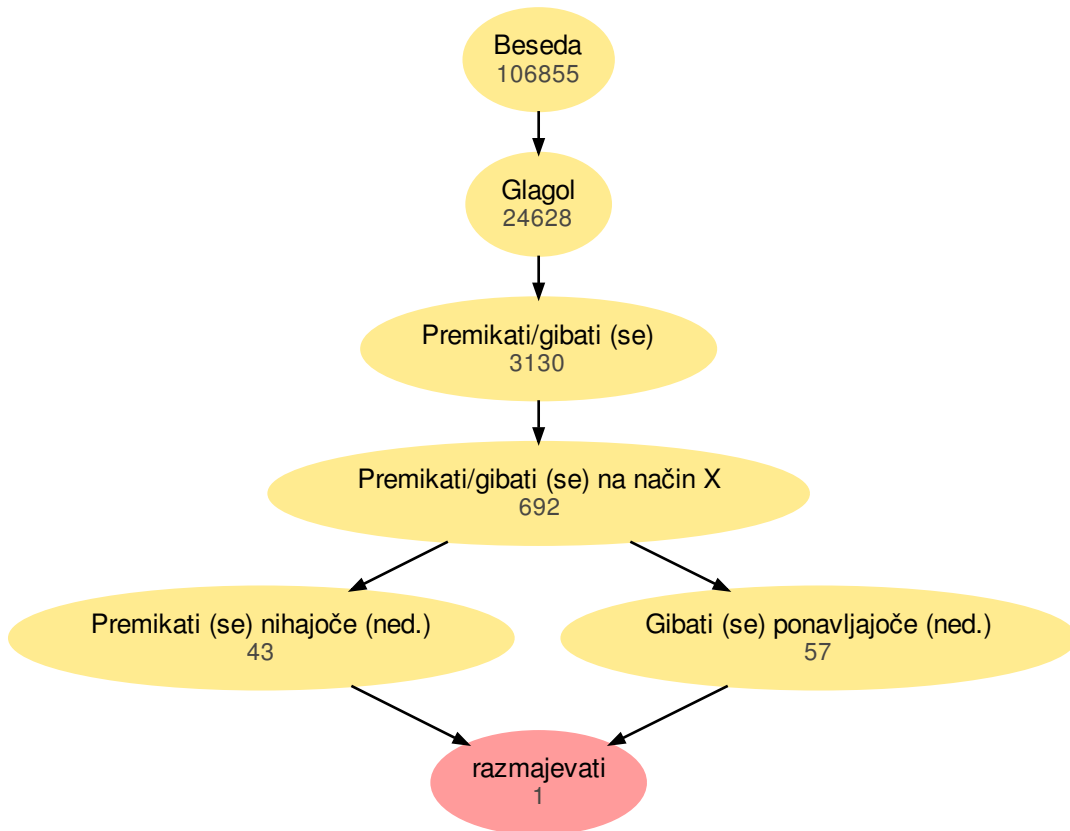 Beseda
106855
Glagol
24628
Premikati/gibati (se)
3130
Premikati/gibati (se) na način X
692
Premikati (se) nihajoče (ned.)
43
Gibati (se) ponavljajoče (ned.)
57
razmajevati
1